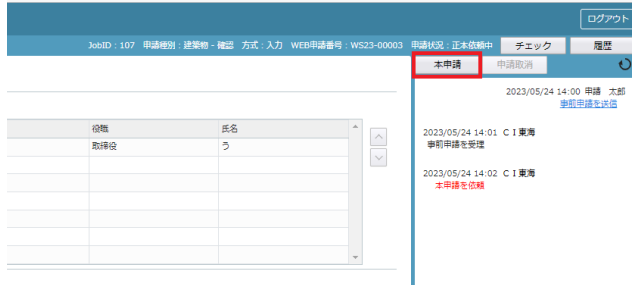 ログアウト
JobID : 107 申請種別 : 建築物 - 確認 方式 : 入力 WEB申請番号 : WS23-00003 申請状況 : 正本依頼中 チェック 履歴
本申請 申請取消
2023/05/24 14:00 申請 太郎
事前申請を送信
役職 氏名
取締役 う
2023/05/24 14:01 ＣＩ東海
事前申請を受理
2023/05/24 14:02 ＣＩ東海
本申請を依頼